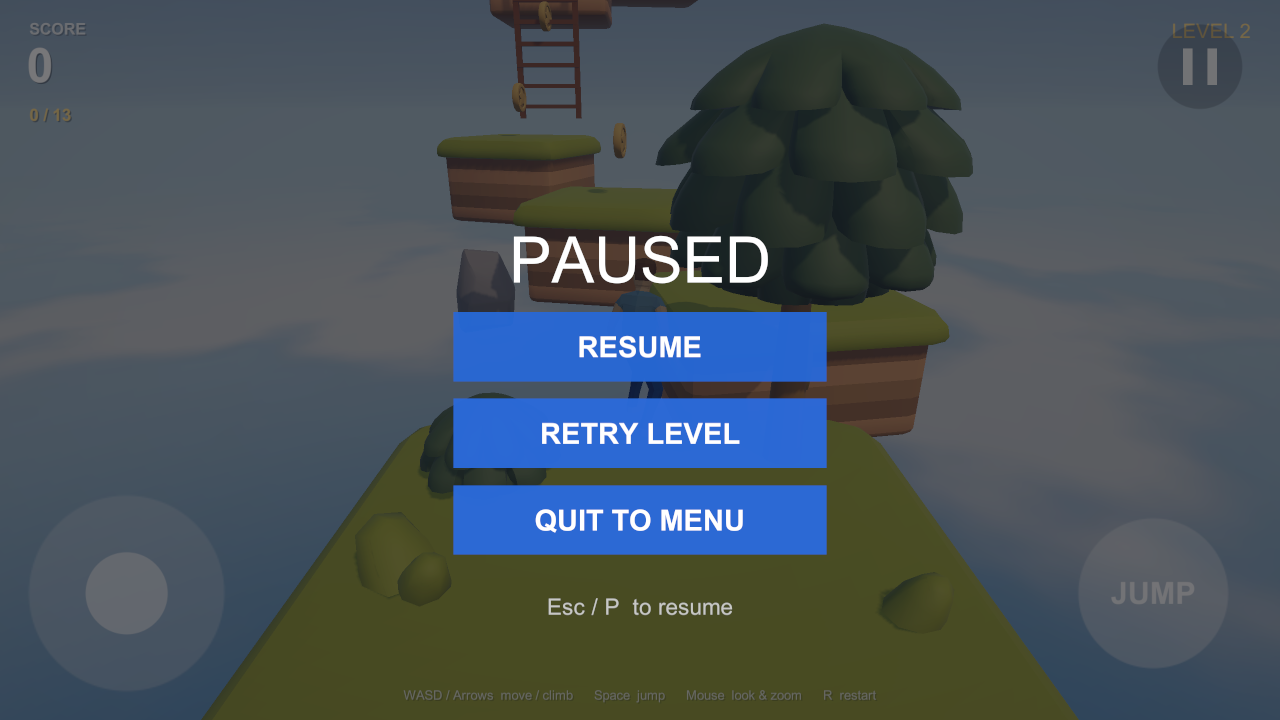 SCORE
0
0 / 13
LEVEL 2
PAUSED
RESUME
RETRY LEVEL
QUIT TO MENU
Esc / P  to resume
JUMP
WASD / Arrows  move / climb  Space  jump  Mouse  look & zoom  R  restart